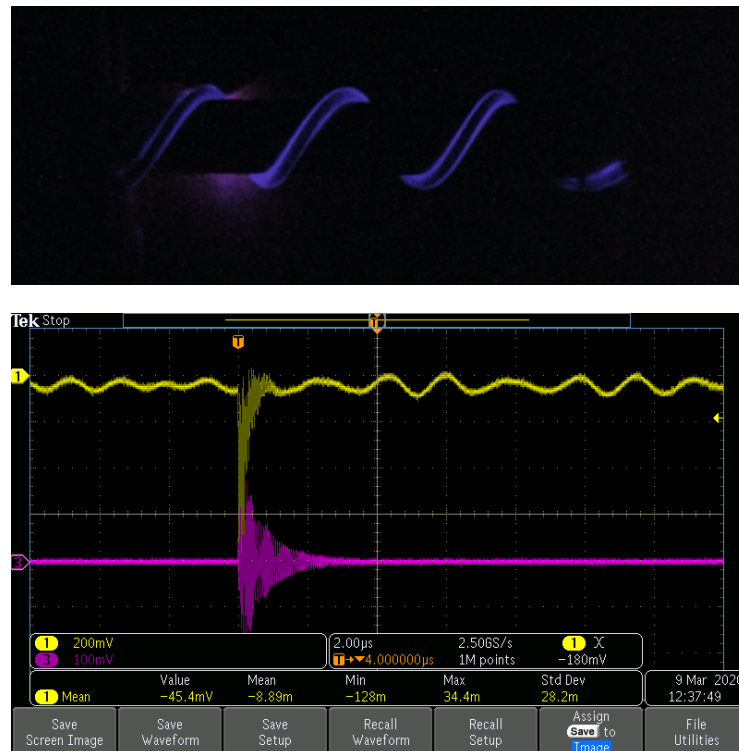 Tek Stop
T
T
1
3
1 200mV
3 100mV
2.00µs 2.50GS/s 1 X
T→▼4.000000µs 1M points −180mV
Value Mean Min Max Std Dev
1 Mean −45.4mV −8.89m −128m 34.4m 28.2m
9 Mar 2020
12:37:49
Save Screen Image
Save Waveform
Save Setup
Recall Waveform
Recall Setup
Assign Save to Image
File Utilities